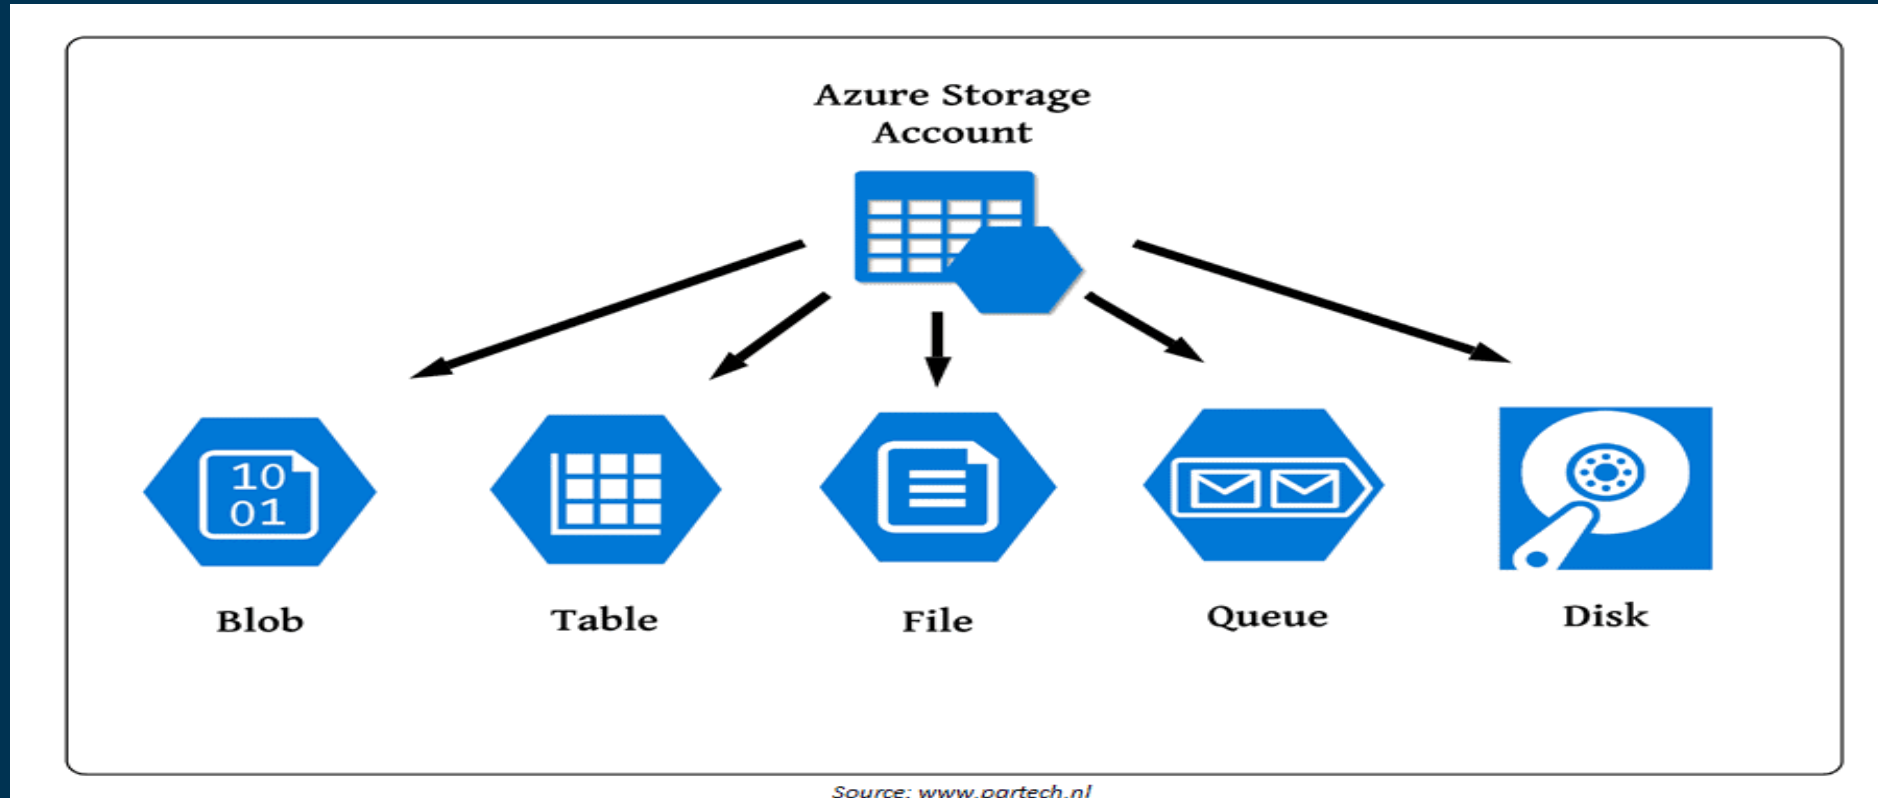 Azure Storage
Account
10
01
Blob
Table
File
Queue
Disk
Source: www.partech.nl